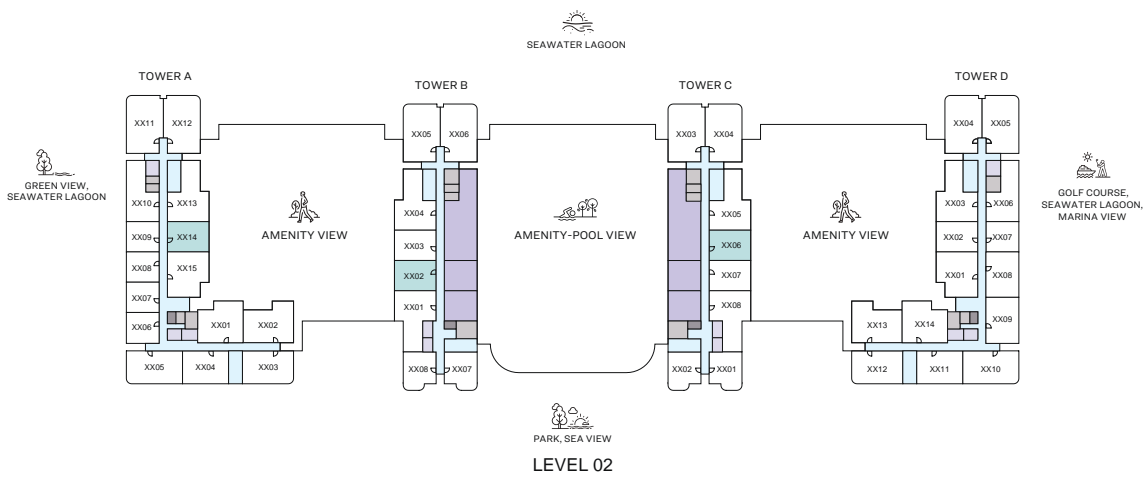 SEAWATER LAGOON
TOWER A
TOWER B
TOWER C
TOWER D
XX11
XX12
XX10
XX13
XX09
XX14
XX08
XX15
XX07
XX06
XX01
XX02
XX05
XX04
XX03
XX05
XX06
XX04
XX03
XX02
XX01
XX08
XX07
XX03
XX04
XX05
XX06
XX07
XX08
XX02
XX01
XX04
XX05
XX03
XX06
XX02
XX07
XX01
XX08
XX09
XX13
XX14
XX12
XX11
XX10
GREEN VIEW,
SEAWATER LAGOON
AMENITY VIEW
AMENITY-POOL VIEW
AMENITY VIEW
GOLF COURSE,
SEAWATER LAGOON,
MARINA VIEW
PARK, SEA VIEW
LEVEL 02